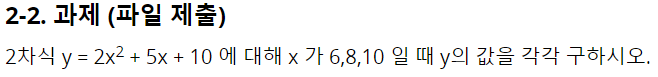 2-2. 과제 (파일 제출)
2차식 y = 2x² + 5x + 10 에 대해 x 가 6,8,10 일 때 y의 값을 각각 구하시오.